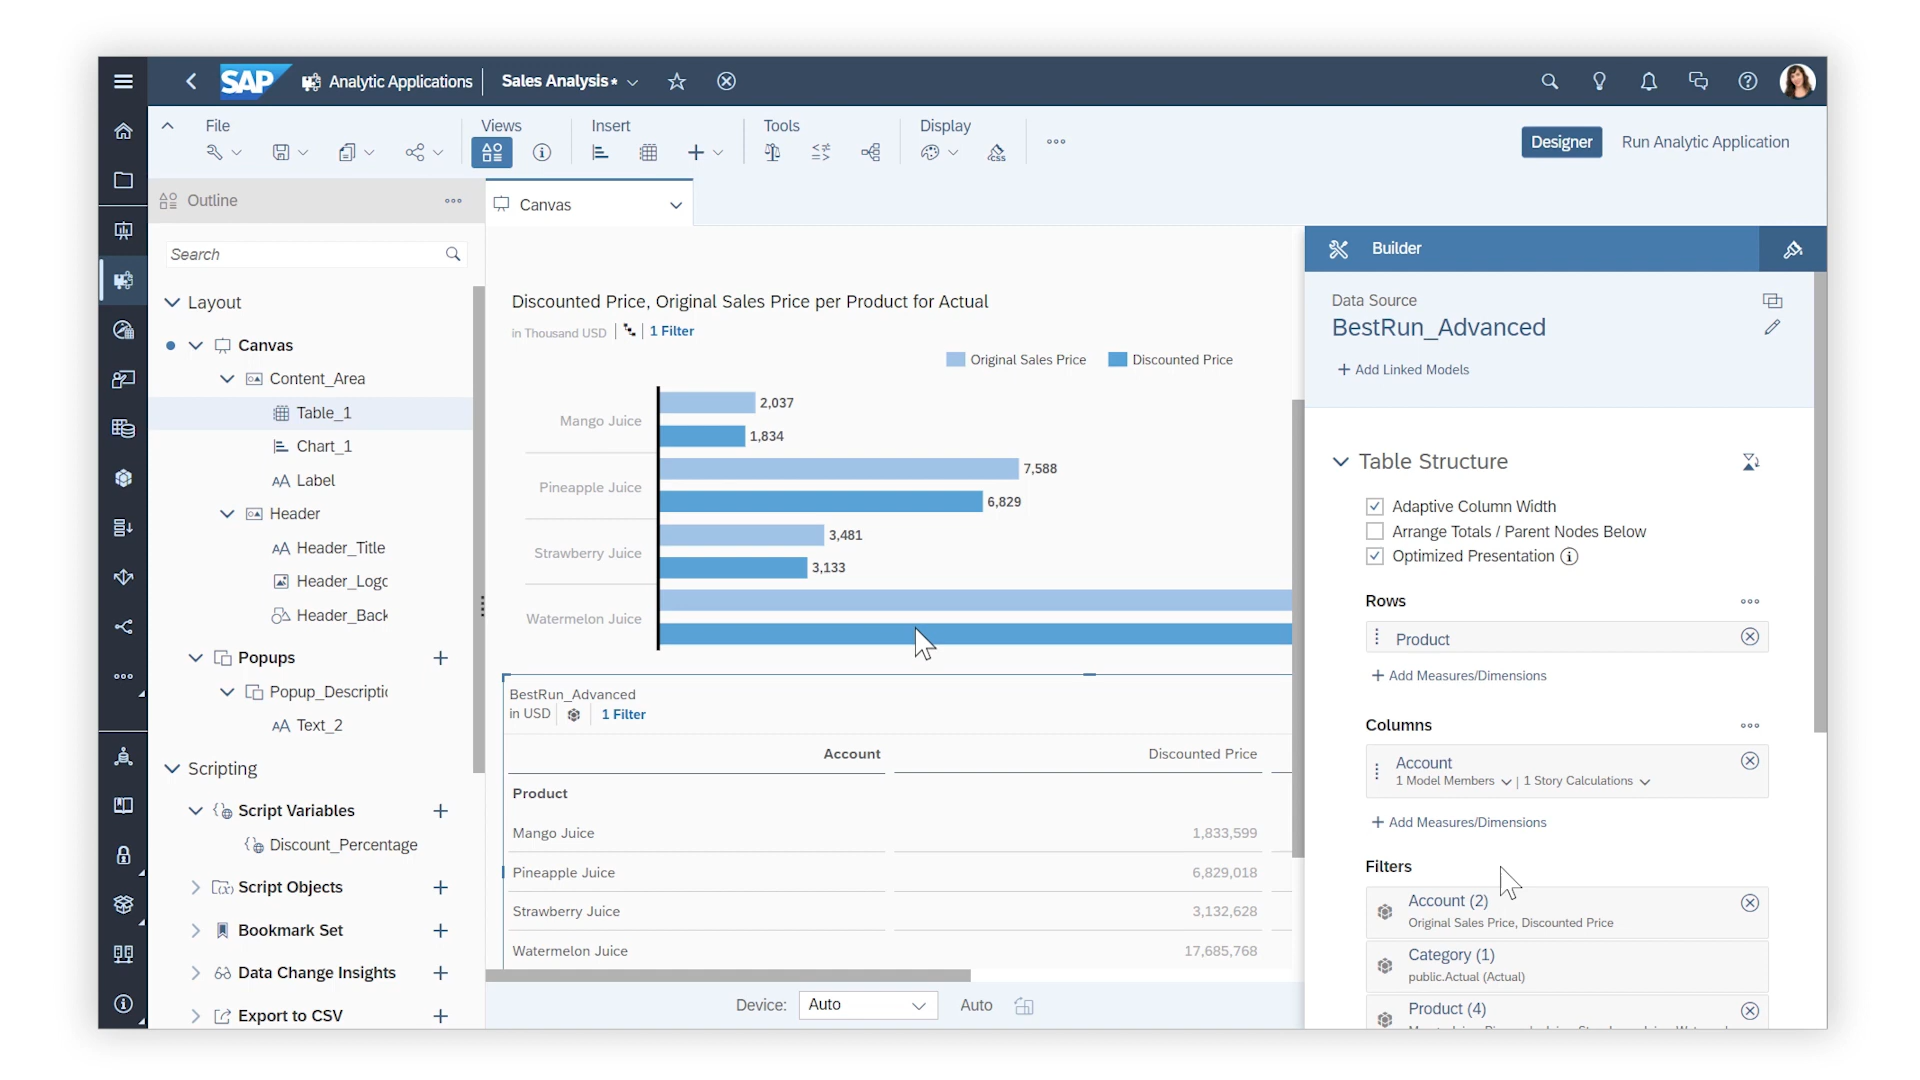 SAP Analytic Applications Sales Analysis*
File Views Insert Tools Display
CSS
Designer Run Analytic Application
Outline
Search
Layout
Canvas
Content_Area
Table_1
Chart_1
Label
Header
Header_Title
Header_Logo
Header_Back
Popups
Popup_Descripti
Text_2
Scripting
Script Variables
Discount_Percentage
Script Objects
Bookmark Set
Data Change Insights
Export to CSV
Canvas
Discounted Price, Original Sales Price per Product for Actual
in Thousand USD 1 Filter
Original Sales Price Discounted Price
Mango Juice
2,037
1,834
Pineapple Juice
7,588
6,829
Strawberry Juice
3,481
3,133
Watermelon Juice
BestRun_Advanced
in USD 1 Filter
Account Discounted Price
Product
Mango Juice 1,833,599
Pineapple Juice 6,829,018
Strawberry Juice 3,132,628
Watermelon Juice 17,685,768
Device: Auto Auto
Builder
Data Source
BestRun_Advanced
+ Add Linked Models
Table Structure
Adaptive Column Width
Arrange Totals / Parent Nodes Below
Optimized Presentation
Rows
Product
+ Add Measures/Dimensions
Columns
Account
1 Model Members | 1 Story Calculations
+ Add Measures/Dimensions
Filters
Account (2)
Original Sales Price, Discounted Price
Category (1)
public.Actual (Actual)
Product (4)